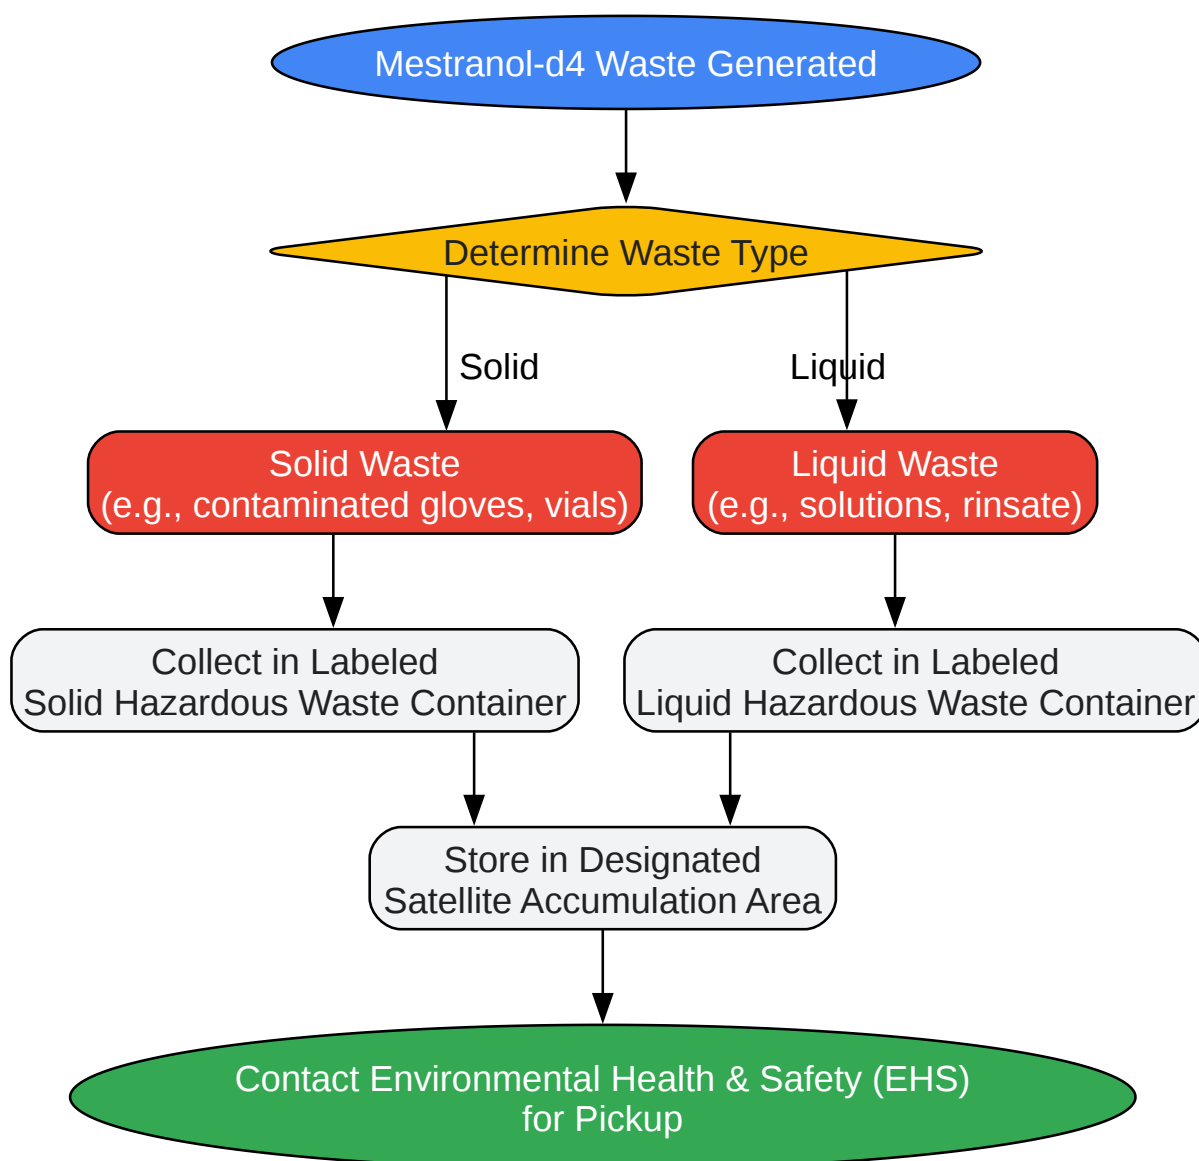 Mestranol-d4 Waste Generated
Determine Waste Type
Solid
Liquid
Solid Waste
(e.g., contaminated gloves, vials)
Liquid Waste
(e.g., solutions, rinsate)
Collect in Labeled
Solid Hazardous Waste Container
Collect in Labeled
Liquid Hazardous Waste Container
Store in Designated
Satellite Accumulation Area
Contact Environmental Health & Safety (EHS)
for Pickup